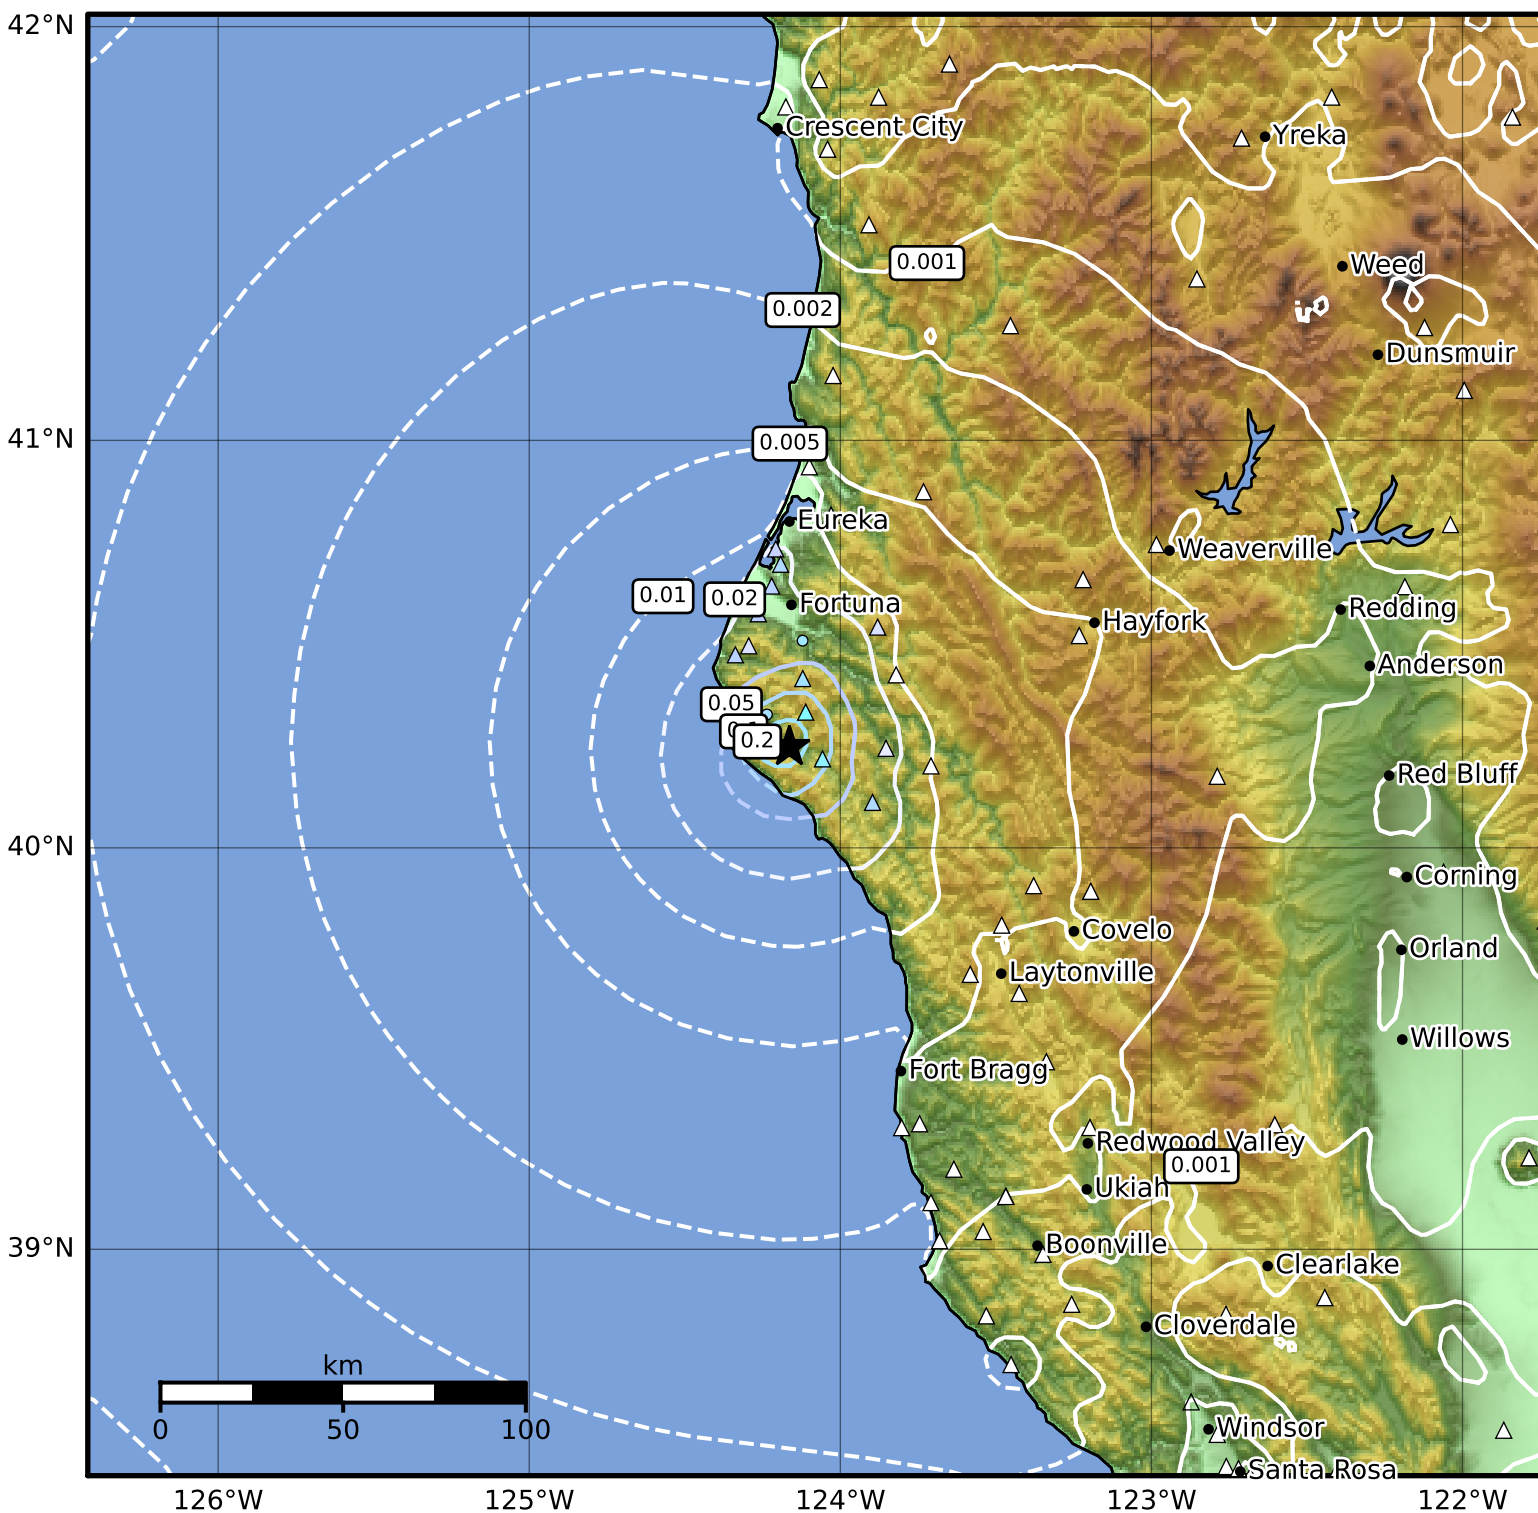 42°N
Crescent City
Yreka
0.001
Weed
0.002
Dunsmuir
41°N
0.005
Eureka
Weaverville
0.01
0.02
Fortuna
Redding
Hayfork
Anderson
0.05
0.2
Red Bluff
40°N
Corning
Covelo
Orland
Laytonville
Willows
Fort Bragg
Redwood Valley
0.001
Ukiah
39°N
Boonville
Clearlake
Cloverdale
km
0
50
100
Windsor
Santa Rosa
126°W
125°W
124°W
123°W
122°W